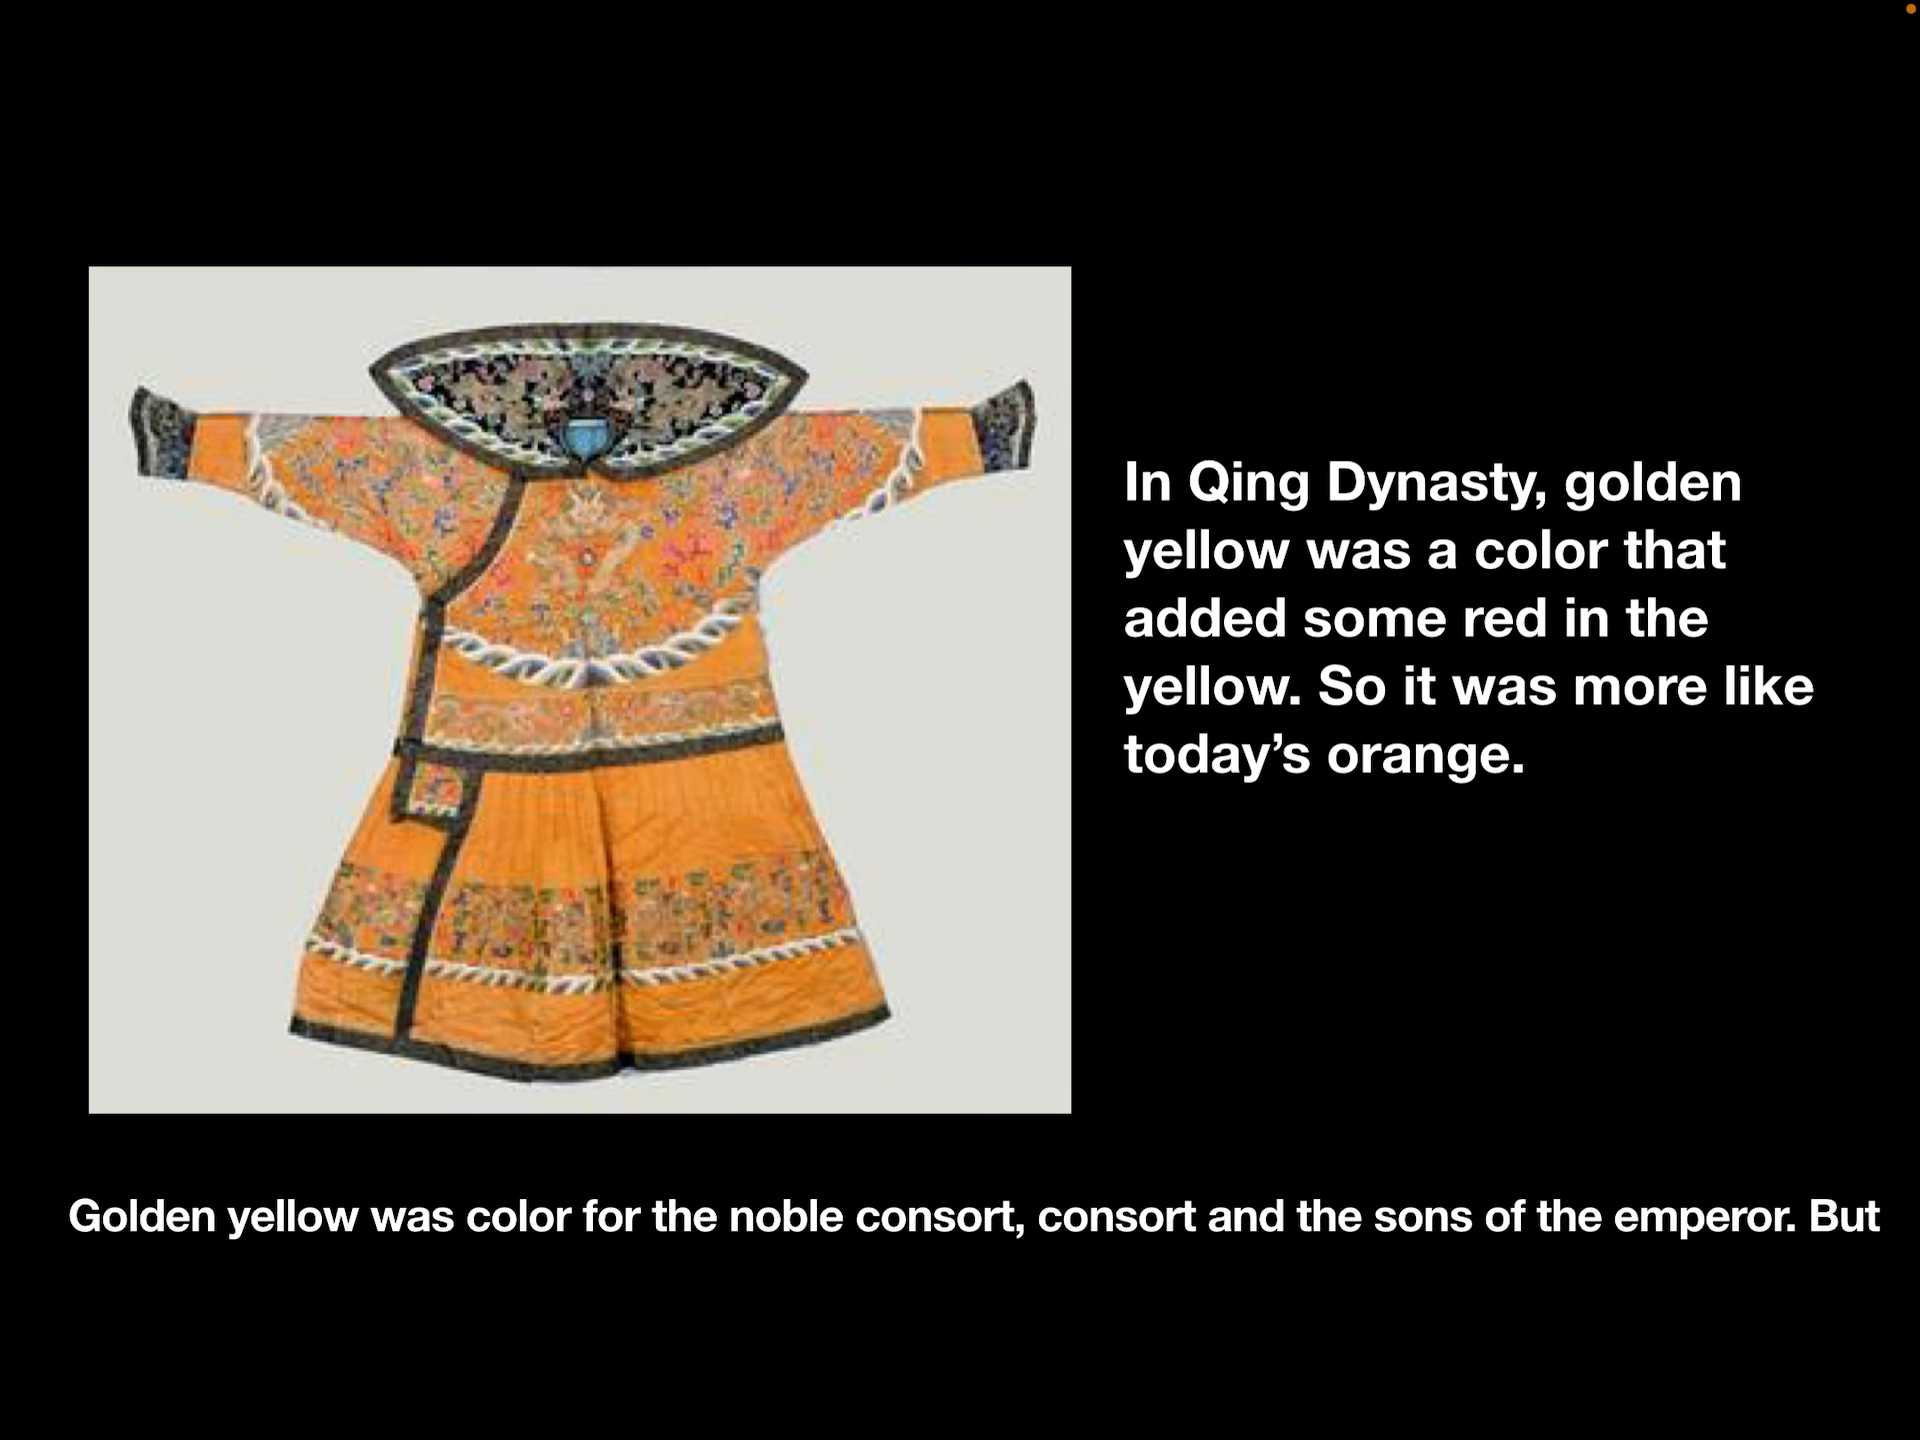 In Qing Dynasty, golden
yellow was a color that
added some red in the
yellow. So it was more like
today’s orange.
Golden yellow was color for the noble consort, consort and the sons of the emperor. But